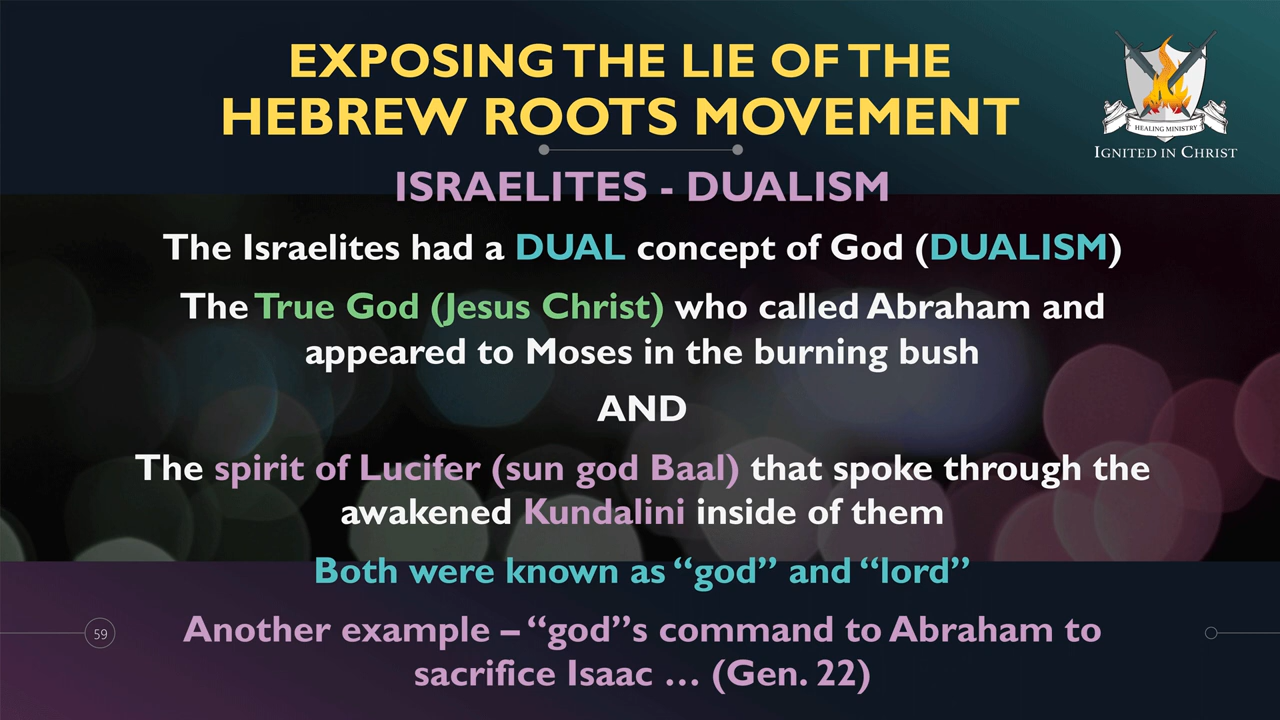 EXPOSING THE LIE OF THE
HEBREW ROOTS MOVEMENT
HEALING MINISTRY
IGNITED IN CHRIST
ISRAELITES - DUALISM
The Israelites had a DUAL concept of God (DUALISM)
The True God (Jesus Christ) who called Abraham and
appeared to Moses in the burning bush
AND
The spirit of Lucifer (sun god Baal) that spoke through the
awakened Kundalini inside of them
Both were known as “god” and “lord”
59
Another example – “god”s command to Abraham to
sacrifice Isaac … (Gen. 22)